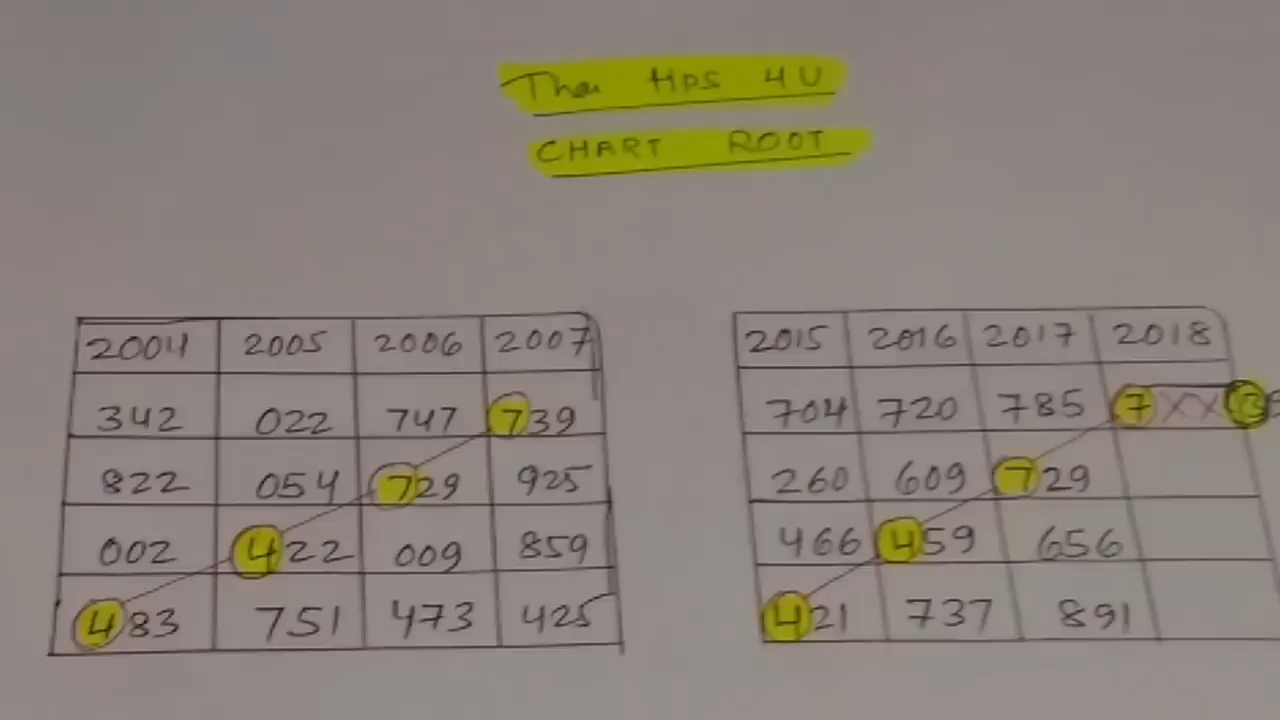 Thai tips 4 U
CHART ROOT
2004 2005 2006 2007
342 022 747 739
822 054 729 925
002 422 009 859
483 751 473 425
2015 2016 2017 2018
704 720 785 7XX
260 609 729
466 459 656
421 737 891